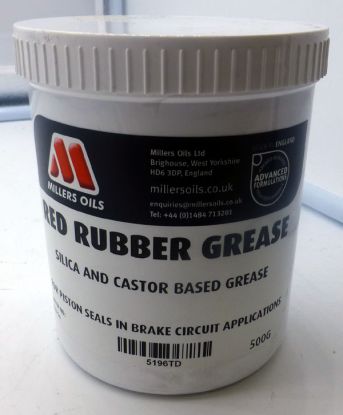 MILLERS OILS
Millers Oils Ltd
Brighouse, West Yorkshire
HD6 3DP, England
millersoils.co.uk
enquiries@millersoils.co.uk
Tel: +44 (0)1484 713201
ENGLAND
ADVANCED
FORMULATIONS
RED RUBBER GREASE
SILICA AND CASTOR BASED GREASE
PISTON SEALS IN BRAKE CIRCUIT APPLICATIONS
500G
5196TD